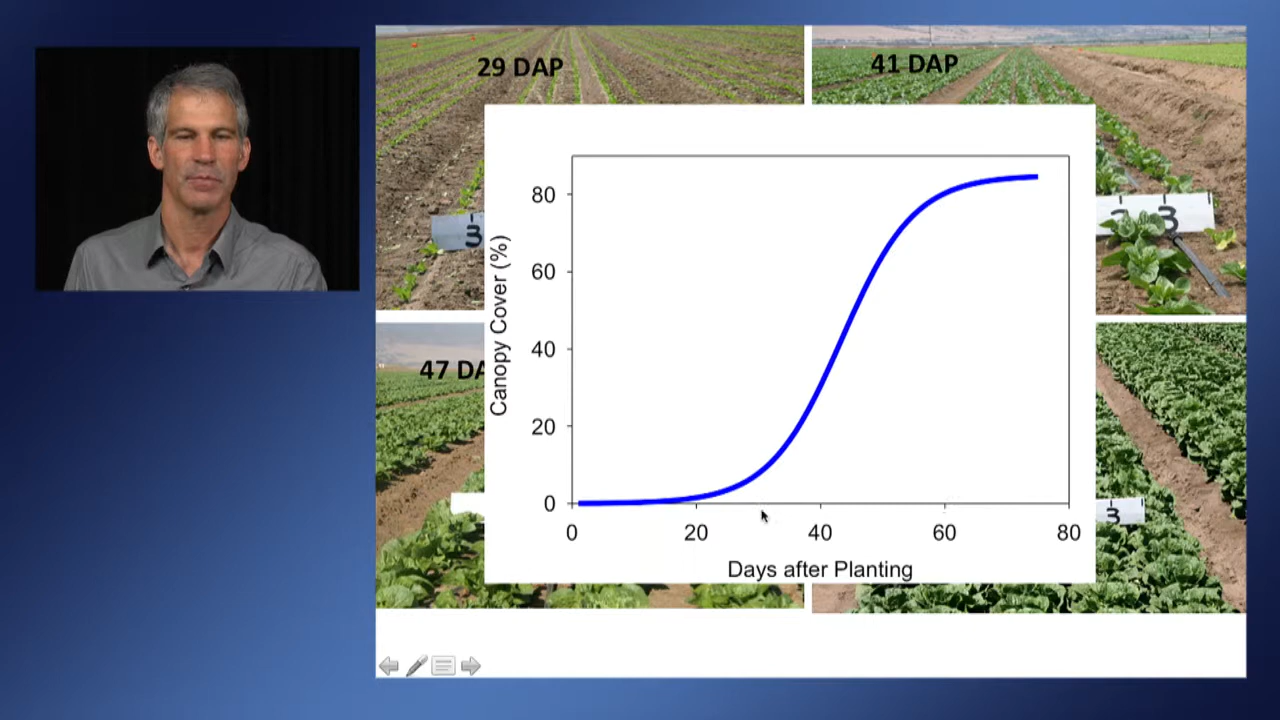 29 DAP
41 DAP
3
3
47 DA
3
Canopy Cover (%)
80
60
40
20
0
0 20 40 60 80
Days after Planting